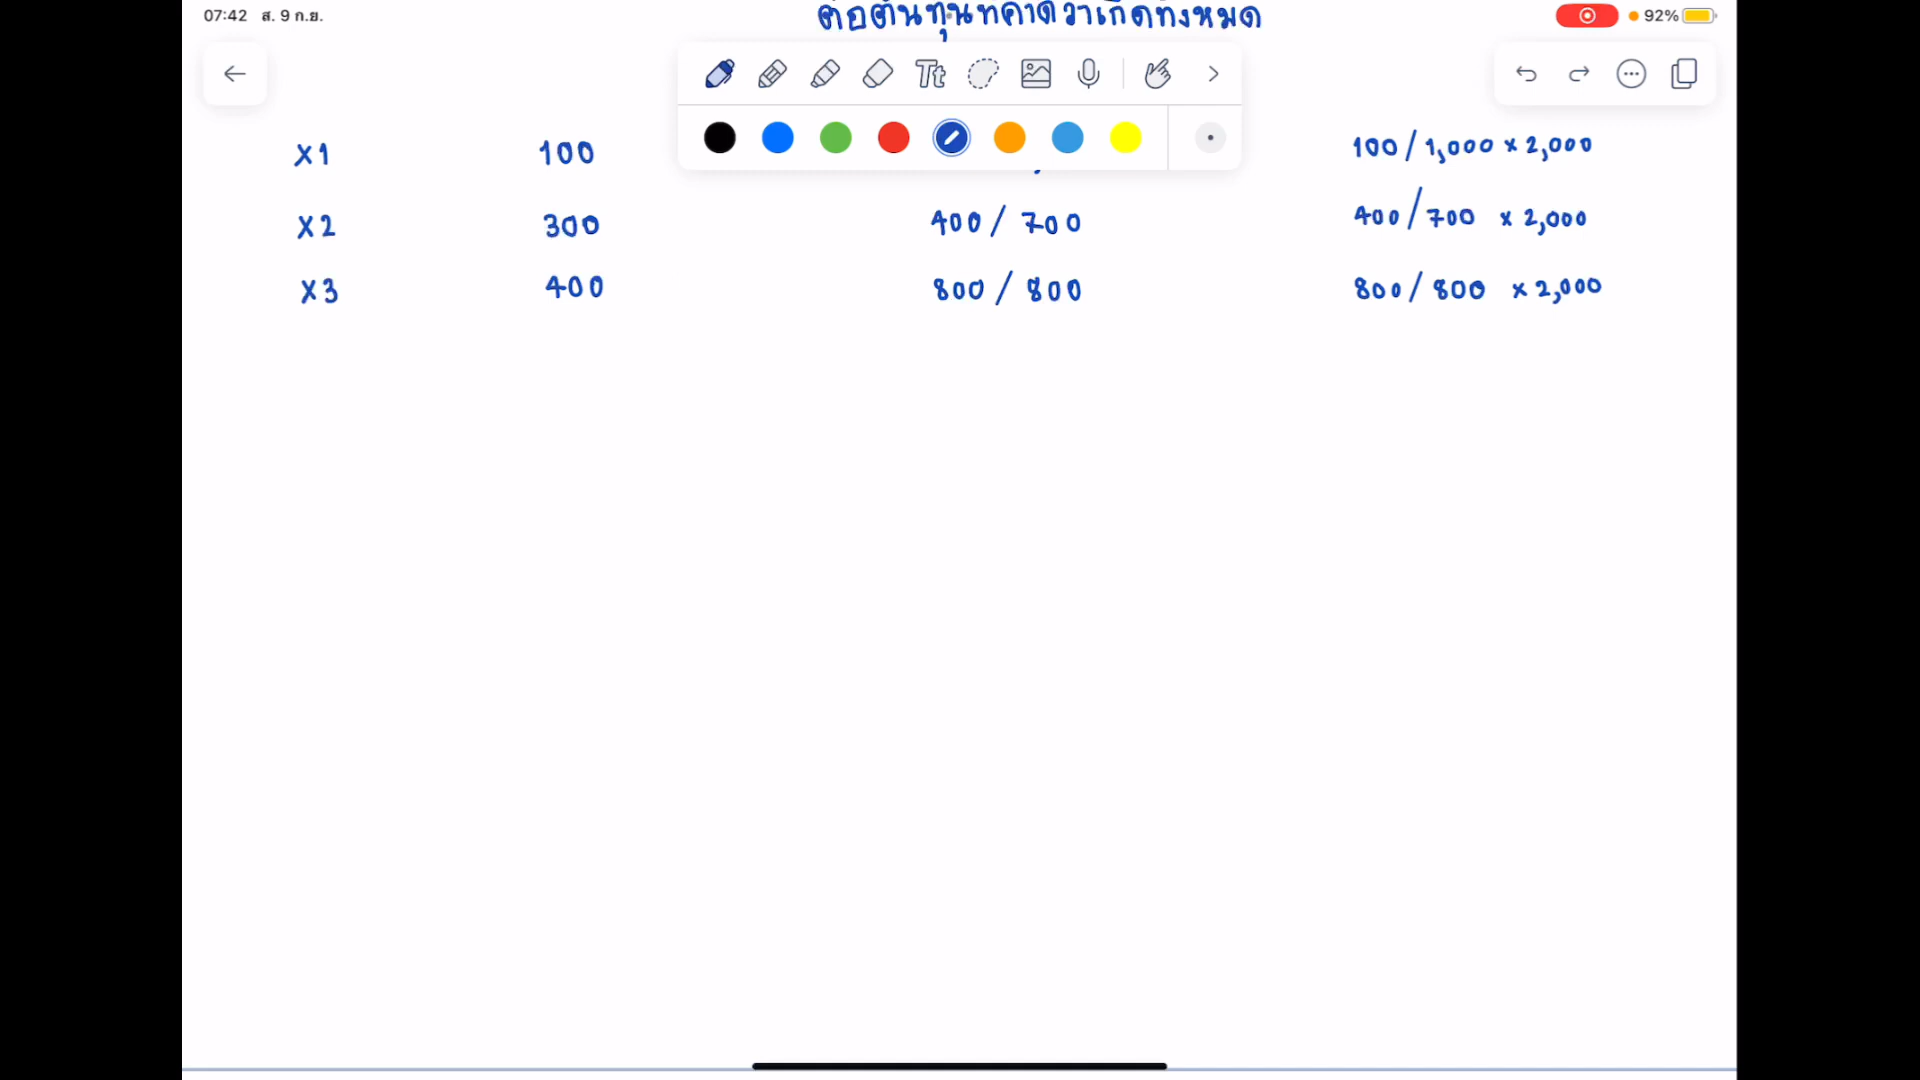 07:42 ส. 9 ก.ย. 92%
ต่อต้นทุนที่คาดว่าเกิดทั้งหมด
Tt
X1 100 100/1,000 x 2,000
X2 300 400/700 400/700 x 2,000
X3 400 800/800 800/800 x 2,000